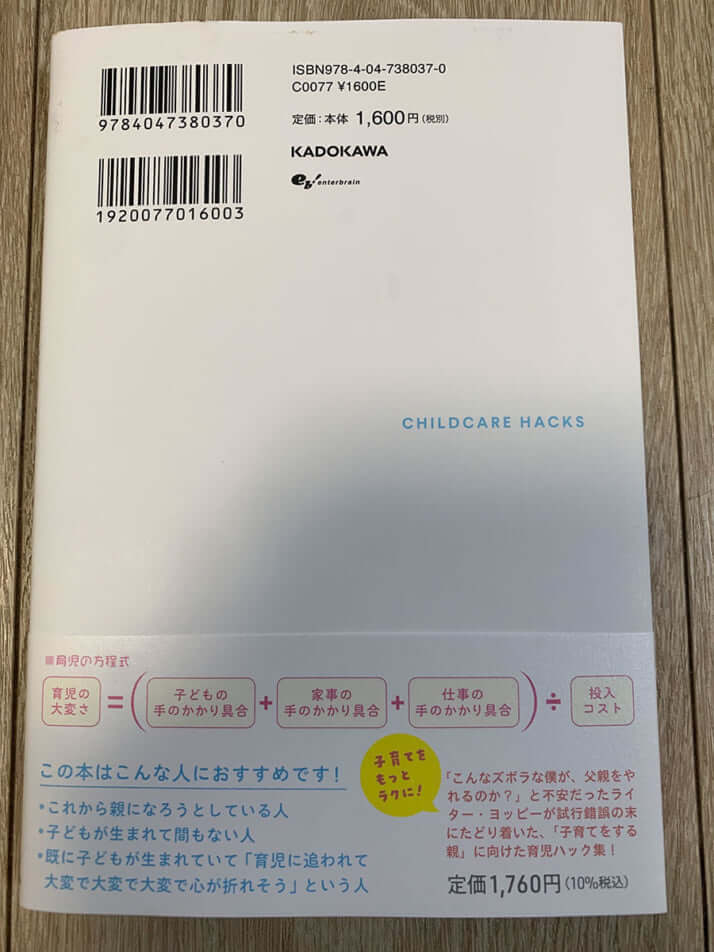 9784047380370
1920077016003
ISBN978-4-04-738037-0
C0077 ¥1600E
定価:本体 1,600円(税別)
KADOKAWA
eb! enterbrain
CHILDCARE HACKS
■育児の方程式
育児の
大変さ
=
(
子どもの
手のかかり具合
+
家事の
手のかかり具合
+
仕事の
手のかかり具合
)
÷
投入
コスト
この本はこんな人におすすめです!
•これから親になろうとしている人
•子どもが生まれて間もない人
•既に子どもが生まれていて「育児に追われて
大変で大変で大変で心が折れそう」という人
子育てを
もっと
ラクに!
「こんなズボラな僕が、父親をや
れるのか?」と不安だったライ
ター・ヨッピーが試行錯誤の末
にたどり着いた、「子育てをする
親」に向けた育児ハック集!
定価1,760円(10%税込)